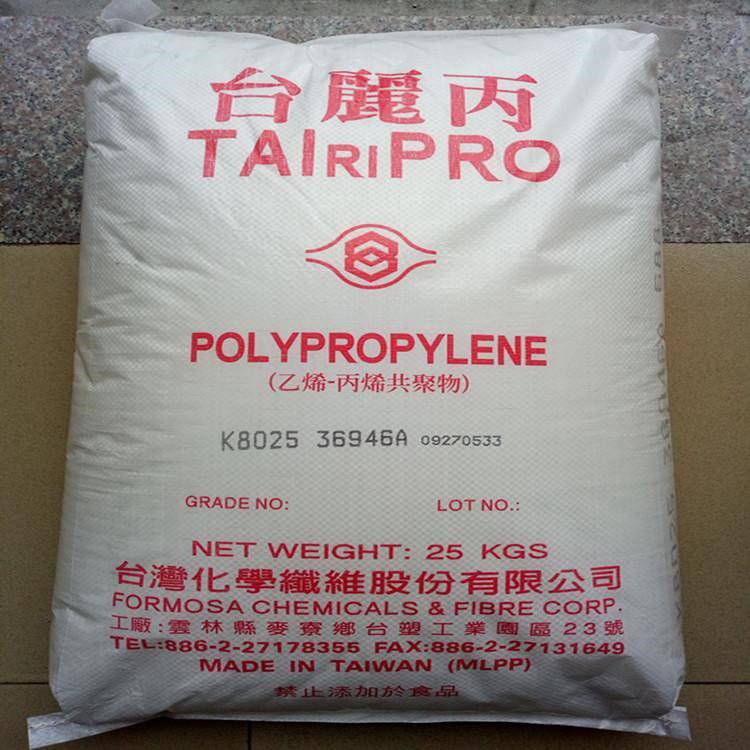 台麗丙
TAIRIPRO
POLYPROPYLENE
(乙烯-丙烯共聚物)
K8025 36946A 09270533
GRADE NO: LOT NO.:
NET WEIGHT: 25 KGS
台灣化學纖維股份有限公司
FORMOSA CHEMICALS & FIBRE CORP.
工廠:雲林縣麥寮鄉台塑工業園區23號
TEL:886-2-27178355 FAX:886-2-27131649
MADE IN TAIWAN (MLPP)
禁止添加於食品